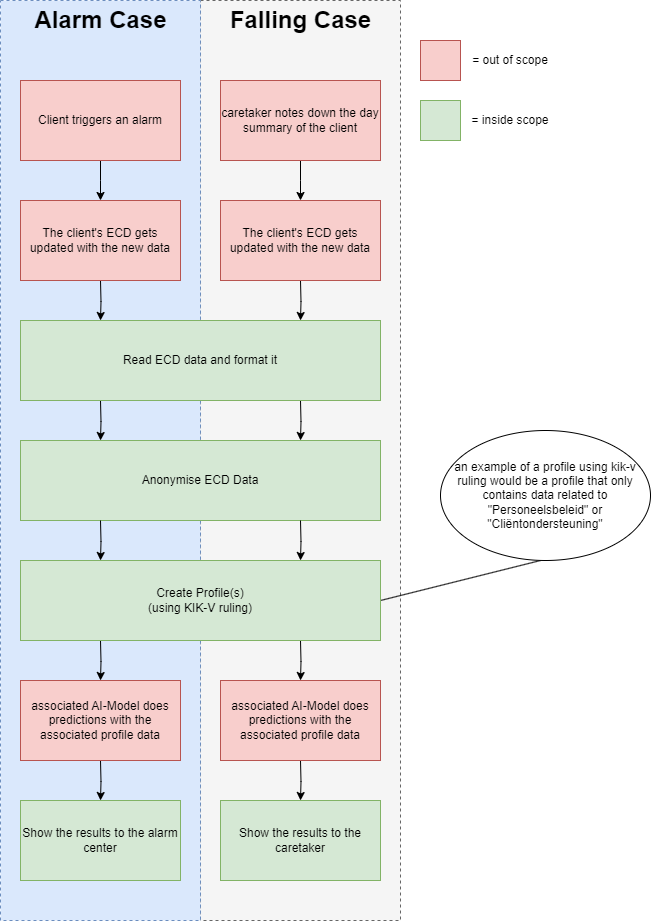 Alarm Case
Falling Case
= out of scope
= inside scope
Client triggers an alarm
caretaker notes down the day
summary of the client
The client's ECD gets
updated with the new data
The client's ECD gets
updated with the new data
Read ECD data and format it
Anonymise ECD Data
an example of a profile using kik-v
ruling would be a profile that only
contains data related to
"Personeelsbeleid" or
"Cliëntondersteuning"
Create Profile(s)
(using KIK-V ruling)
associated AI-Model does
predictions with the
associated profile data
associated AI-Model does
predictions with the
associated profile data
Show the results to the alarm
center
Show the results to the
caretaker